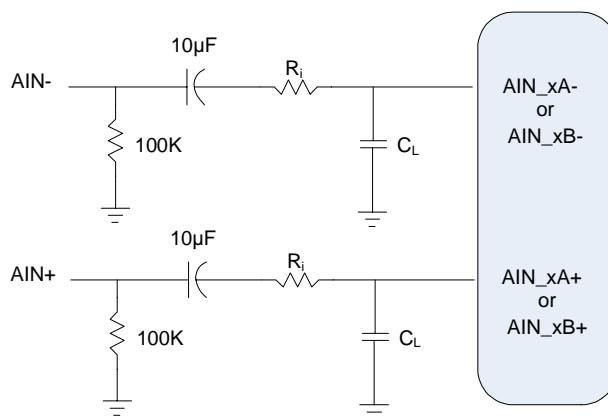 10µF
AIN-
Ri
AIN_xA-
or
AIN_xB-
100K
CL
10µF
AIN+
Ri
AIN_xA+
or
AIN_xB+
100K
CL